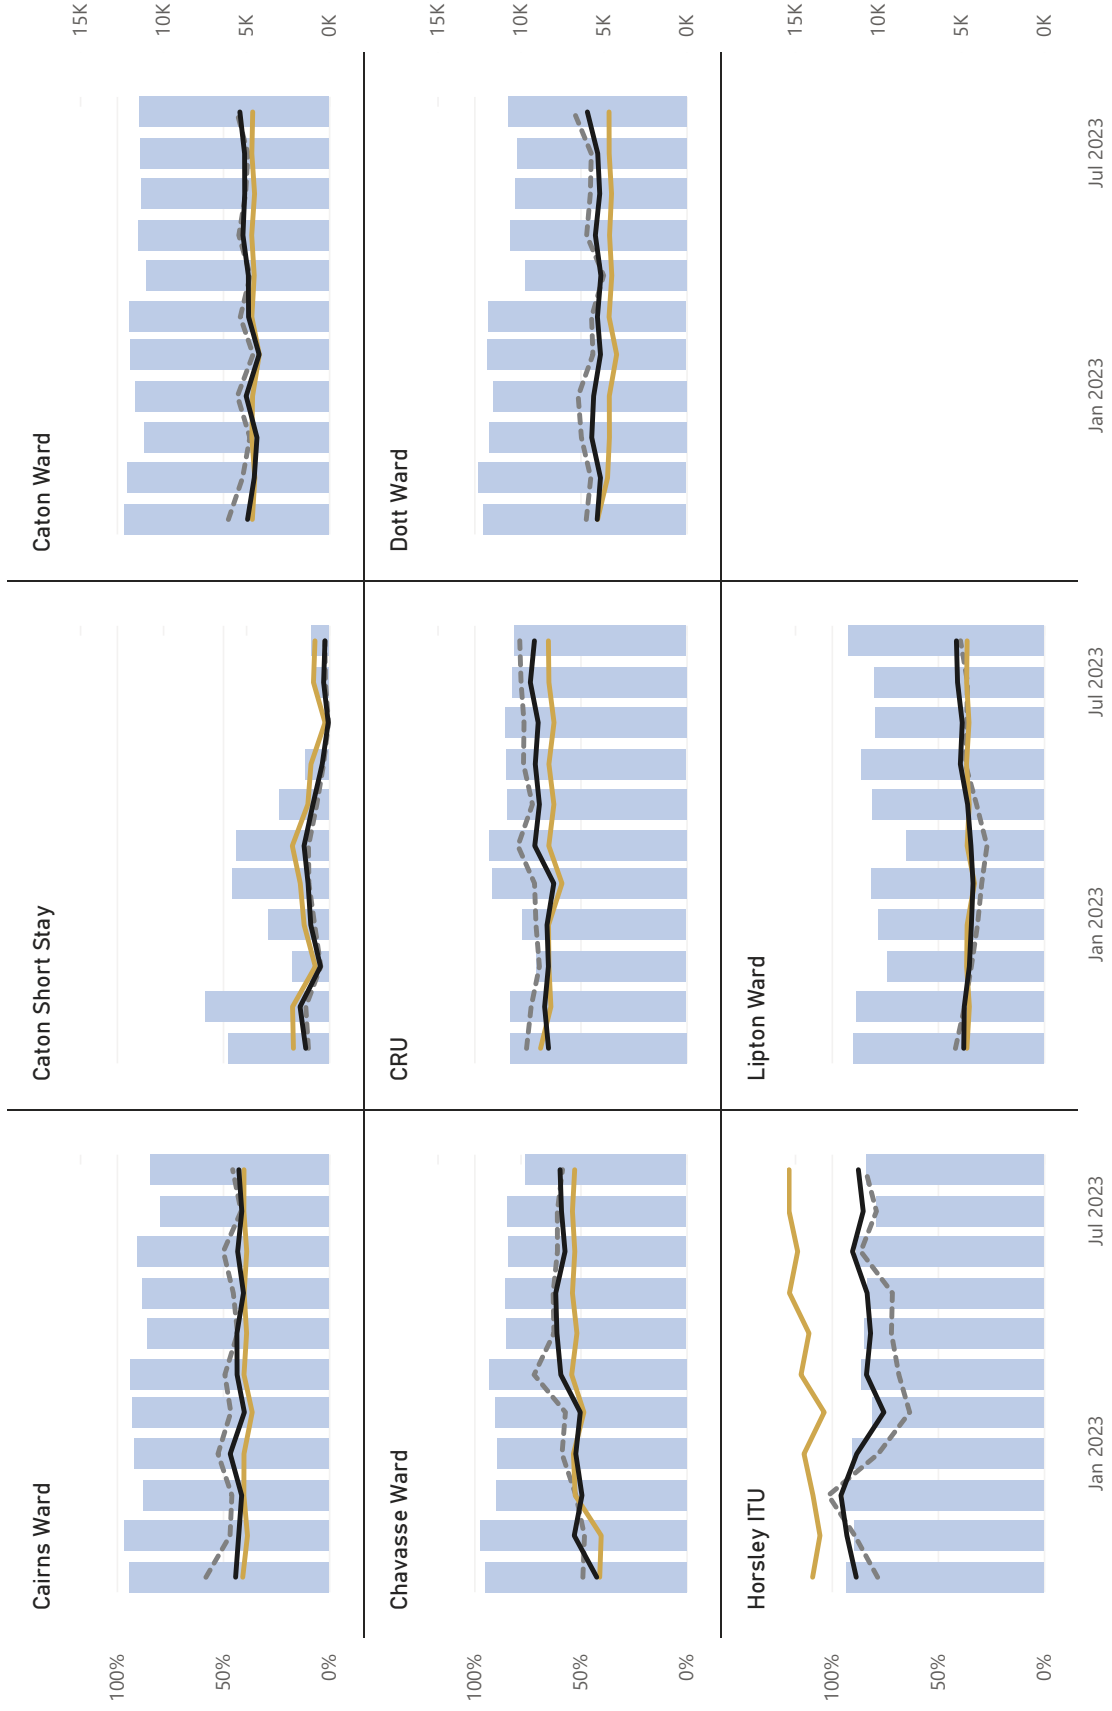 Cairns Ward
Caton Short Stay
Caton Ward
100%
50%
0%
15K
10K
5K
0K
Chavasse Ward
CRU
Dott Ward
100%
50%
0%
15K
10K
5K
0K
Horsley ITU
Lipton Ward
100%
50%
0%
15K
10K
5K
0K
Jan 2023
Jul 2023
Jan 2023
Jul 2023
Jan 2023
Jul 2023